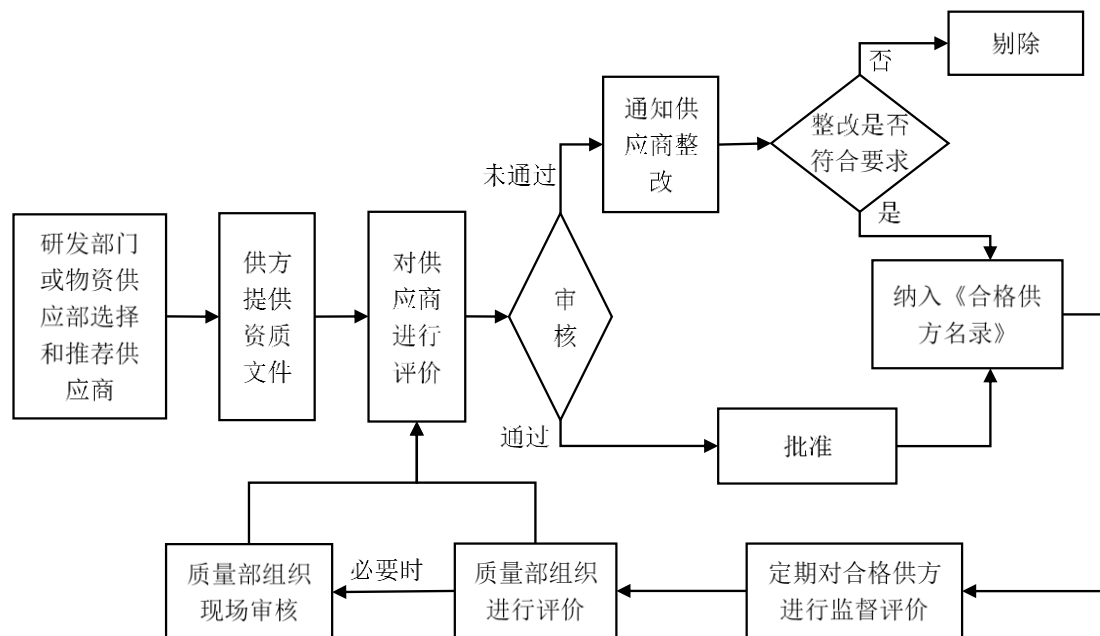 研发部门
或物资供
应部选择
和推荐供
应商
供方
提供
资质
文件
对供
应商
进行
评价
审
核
未通过
通知供
应商整
改
整改是否
符合要求
否
剔除
是
纳入《合格供
方名录》
通过
批准
质量部组织
现场审核
必要时
质量部组织
进行评价
定期对合格供方
进行监督评价